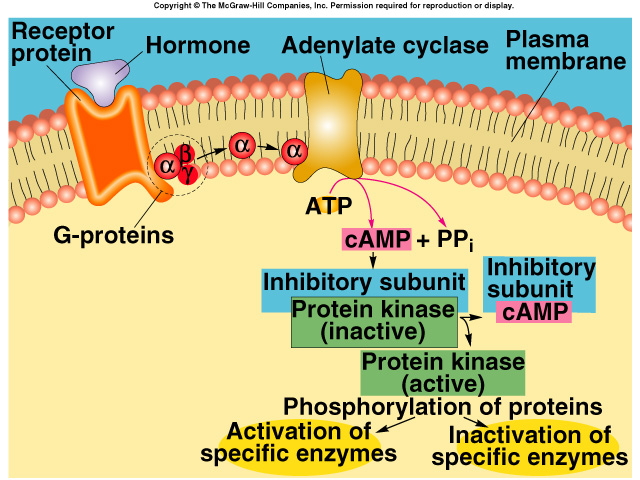 Copyright © The McGraw-Hill Companies, Inc. Permission required for reproduction or display.
Receptor
protein
Hormone
Adenylate cyclase
Plasma
membrane
α
β
γ
α
α
G-proteins
ATP
cAMP + PPi
Inhibitory subunit
Protein kinase
(inactive)
Inhibitory
subunit
cAMP
Protein kinase
(active)
Phosphorylation of proteins
Activation of
specific enzymes
Inactivation of
specific enzymes